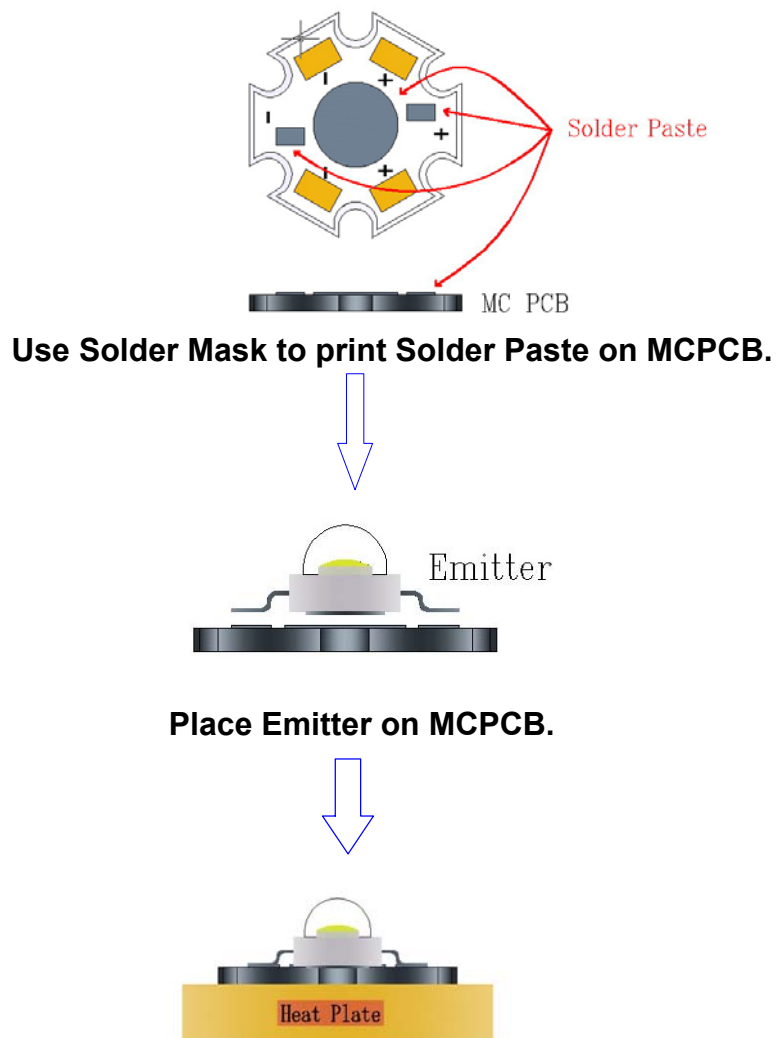 − +
−
+
− +
Solder Paste
MC PCB
Use Solder Mask to print Solder Paste on MCPCB.
Emitter
Place Emitter on MCPCB.
Heat Plate